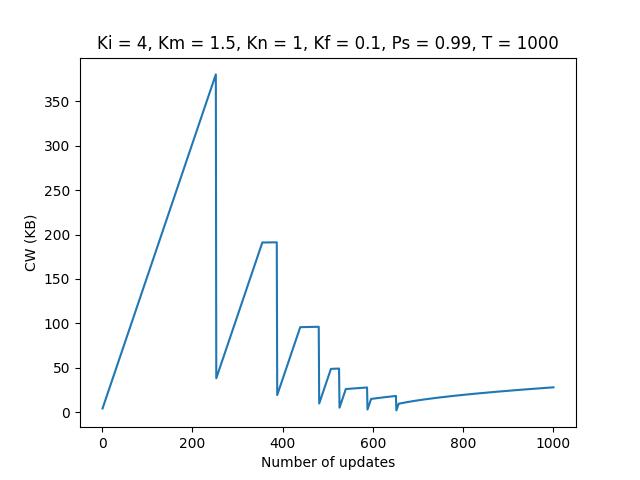 Ki = 4, Km = 1.5, Kn = 1, Kf = 0.1, Ps = 0.99, T = 1000
CW (KB)
350
300
250
200
150
100
50
0
0 200 400 600 800 1000
Number of updates